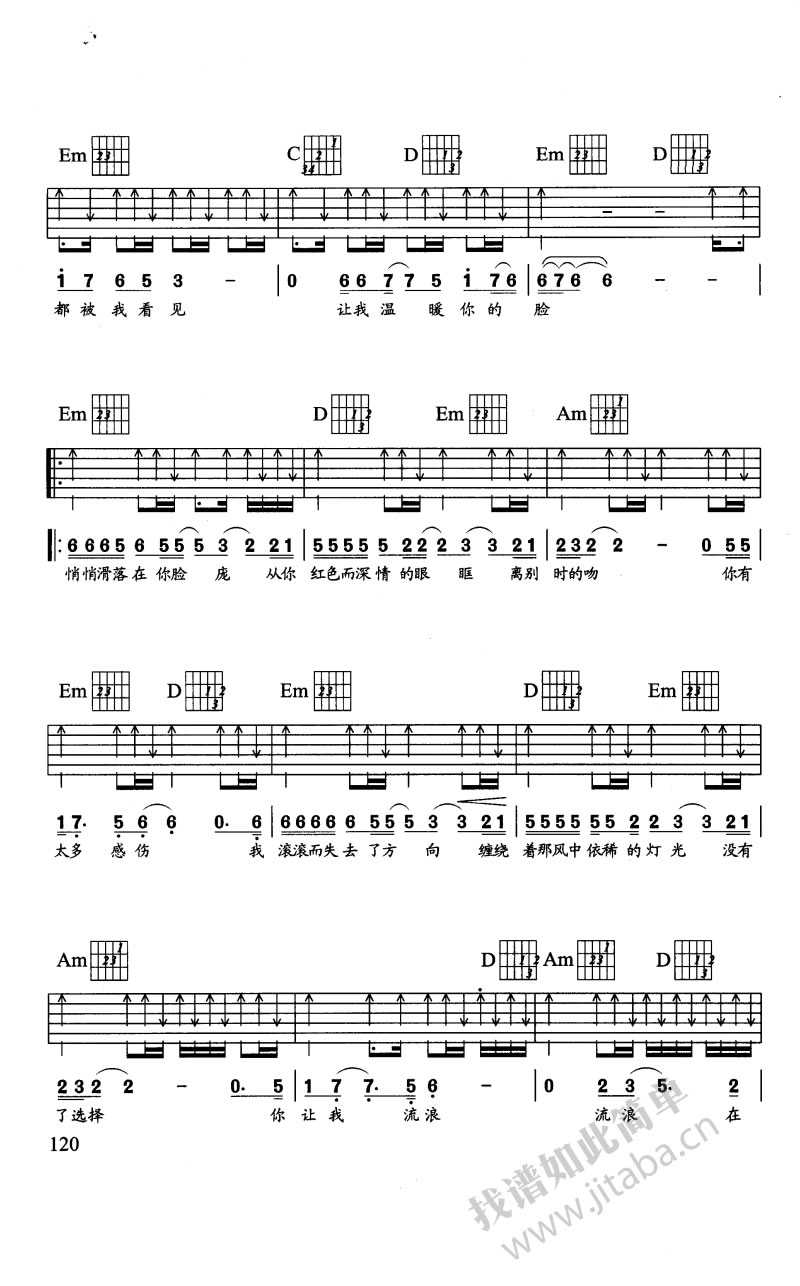 Em C D Em D
1 7 6 5 3 – | 0 6 6 7 7 5 1 7 6 | 6 7 6 6 – – |
都被我看见 让我温暖你的脸
Em D Em Am
6 6 6 5 6 5 5 5 3 2 2 1 | 5 5 5 5 5 2 2 2 3 3 2 1 | 2 3 2 2 – 0 5 5 |
悄悄滑落在你脸庞 从你 红色而深情的眼眶 离别 时的吻 你有
Em D Em D Em
1 7. 5 6 6 0. 6 | 6 6 6 6 6 5 5 5 3 3 2 1 | 5 5 5 5 5 5 2 2 3 3 2 1 |
太多感伤 我 滚滚而失去了方向 缠绕 着那风中依稀的灯光 没有
Am D Am D
2 3 2 2 – 0. 5 | 1 7 7. 5 6 – | 0 2 3 5. 2 |
了选择 你 让我流浪 流浪在
120
找谱如此简单
www.jitaba.cn